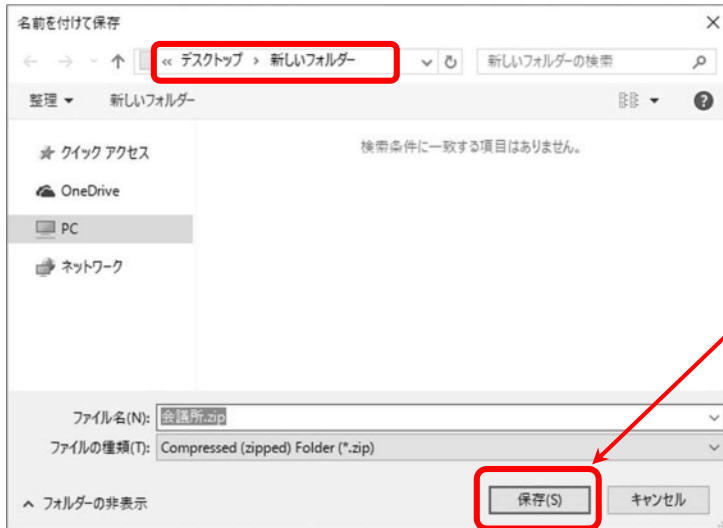 名前を付けて保存
« デスクトップ > 新しいフォルダー 新しいフォルダーの検索
整理 新しいフォルダー
クイック アクセス
検索条件に一致する項目はありません。
OneDrive
PC
ネットワーク
ファイル名(N): 会議所.zip
ファイルの種類(T): Compressed (zipped) Folder (*.zip)
フォルダーの非表示 保存(S) キャンセル